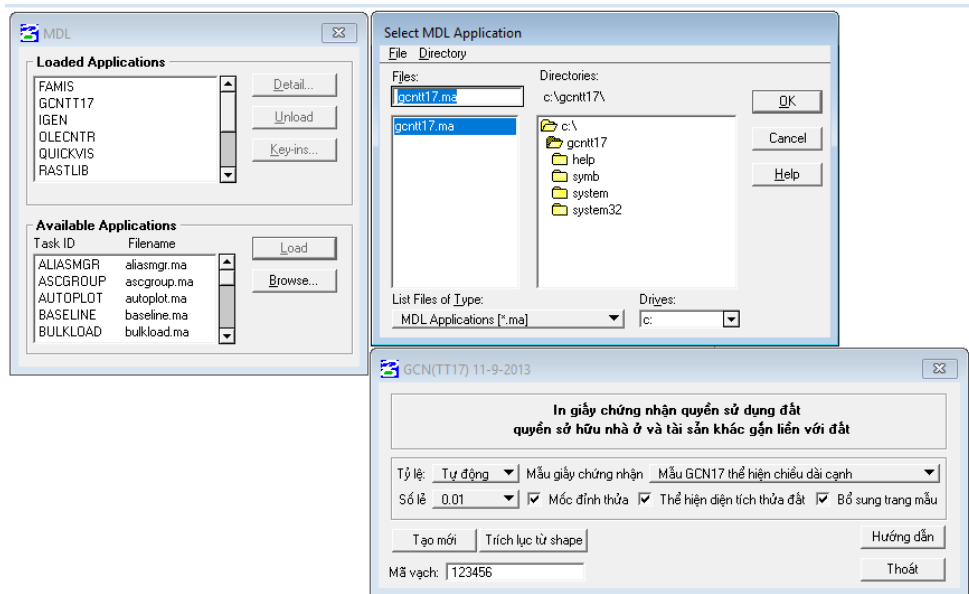 MDL
Loaded Applications
FAMIS
GCNTT17
IGEN
OLECNTR
QUICKVIS
RASTLIB
Detail...
Unload
Key-ins...
Available Applications
Task ID Filename
ALIASMGR aliasmgr.ma
ASCGROUP ascgroup.ma
AUTOPLOT autoplot.ma
BASELINE baseline.ma
BULKLOAD bulkload.ma
Load
Browse...
Select MDL Application
File Directory
Files:
gcntt17.ma
gcntt17.ma
Directories:
c:\gcntt17\
c:\
gcntt17
help
symb
system
system32
OK
Cancel
Help
List Files of Type:
MDL Applications [*.ma]
Drives:
c:
GCN(TT17) 11-9-2013
In giấy chứng nhận quyền sử dụng đất
quyền sở hữu nhà ở và tài sản khác gắn liền với đất
Tỷ lệ: Tự động Mẫu giấy chứng nhận Mẫu GCN17 thể hiện chiều dài cạnh
Số lẻ 0.01 Mốc đỉnh thửa Thể hiện diện tích thửa đất Bổ sung trang mẫu
Tạo mới Trích lục từ shape Hướng dẫn
Mã vạch: 123456 Thoát